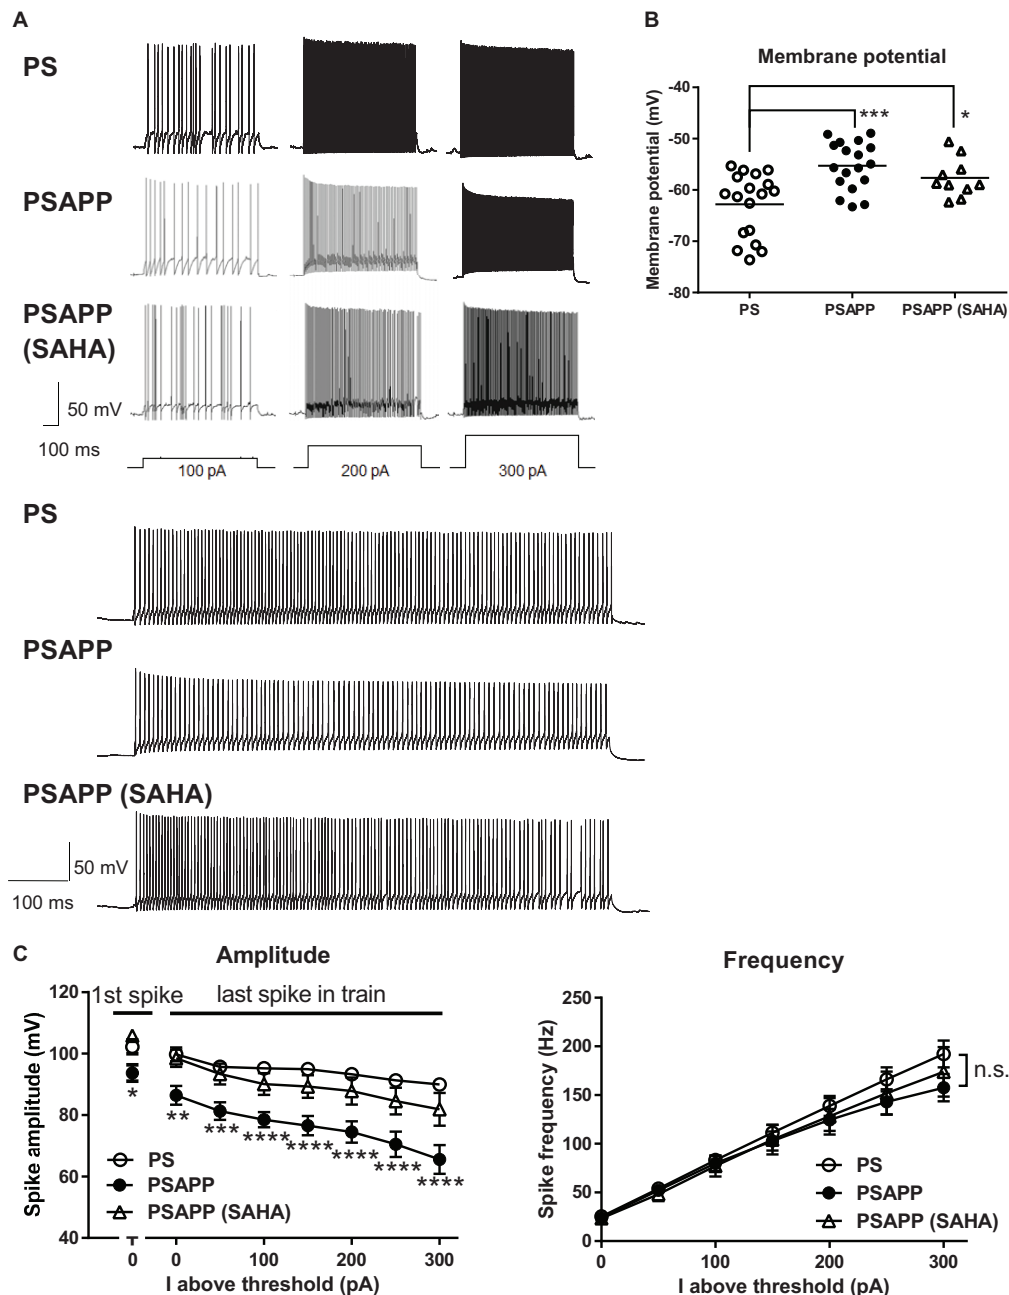 A
PS
PSAPP
PSAPP
(SAHA)
50 mV
100 ms
100 pA
200 pA
300 pA
B
Membrane potential
Membrane potential (mV)
-40
-50
-60
-70
-80
***
*
PS
PSAPP
PSAPP (SAHA)
PS
PSAPP
PSAPP (SAHA)
50 mV
100 ms
C
Amplitude
1st spike
last spike in train
Spike amplitude (mV)
120
100
80
60
40
*
**
***
****
****
****
****
****
PS
PSAPP
PSAPP (SAHA)
0
0
100
200
300
I above threshold (pA)
Frequency
Spike frequency (Hz)
250
200
150
100
50
0
n.s.
PS
PSAPP
PSAPP (SAHA)
0
100
200
300
I above threshold (pA)